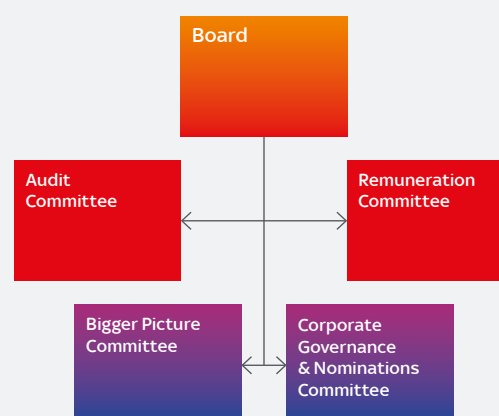 Board
Audit
Committee
Remuneration
Committee
Bigger Picture
Committee
Corporate
Governance
& Nominations
Committee